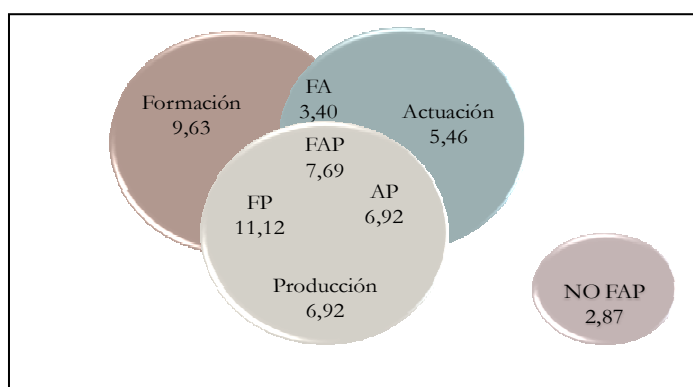 Formación
9,63
FA
3,40
Actuación
5,46
FAP
7,69
FP
11,12
AP
6,92
Producción
6,92
NO FAP
2,87